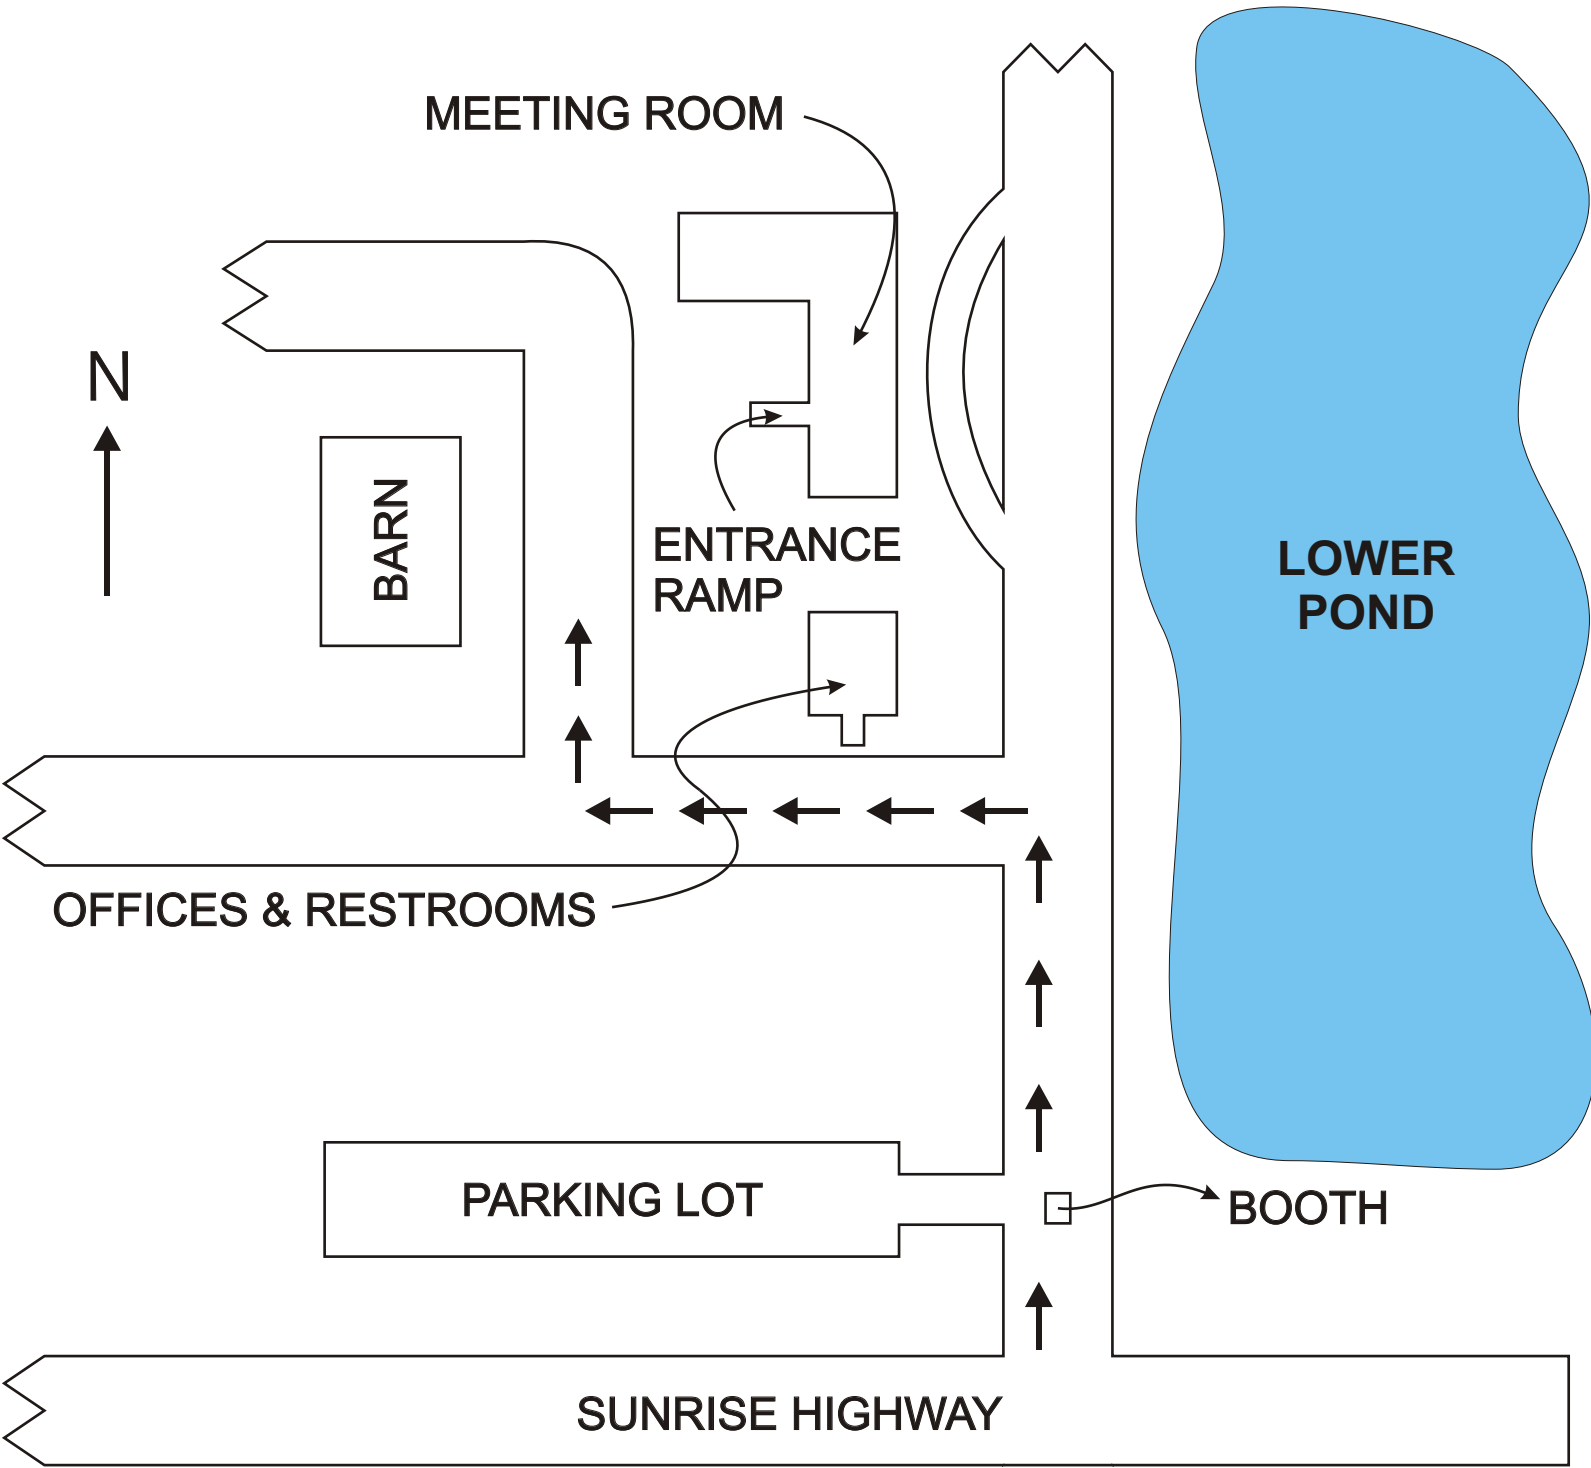 MEETING ROOM
N
BARN
ENTRANCE
RAMP
LOWER
POND
OFFICES & RESTROOMS
PARKING LOT
BOOTH
SUNRISE HIGHWAY